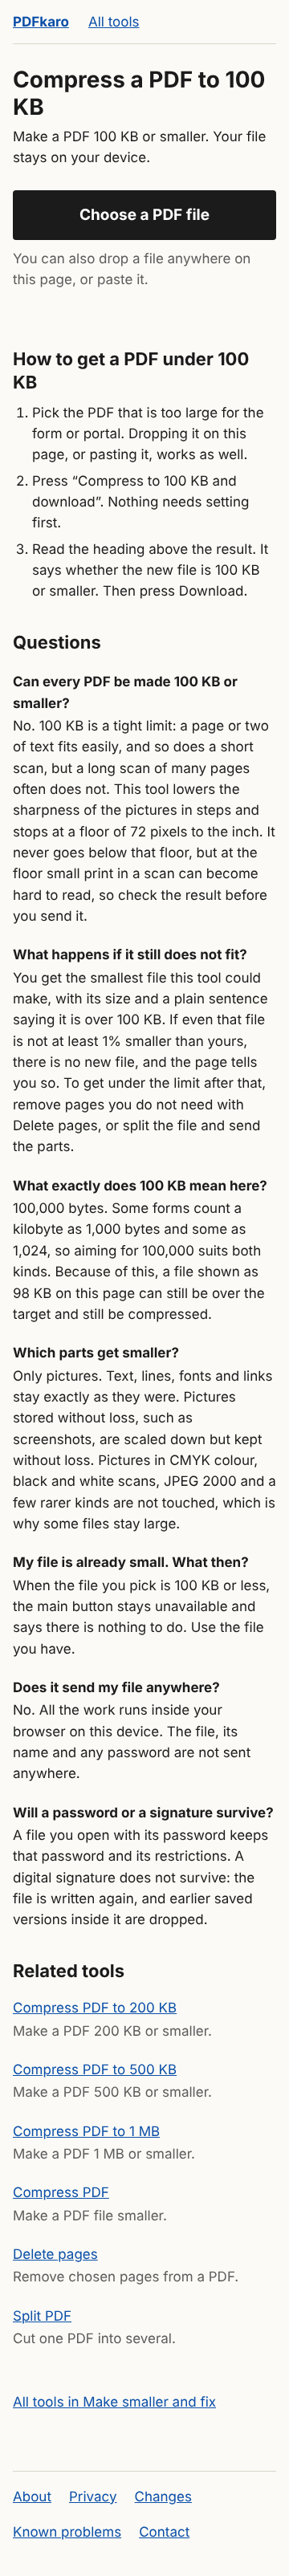 PDFkaro All tools
Compress a PDF to 100
KB
Make a PDF 100 KB or smaller. Your file
stays on your device.
Choose a PDF file
You can also drop a file anywhere on
this page, or paste it.
How to get a PDF under 100
KB
1. Pick the PDF that is too large for the
form or portal. Dropping it on this
page, or pasting it, works as well.
2. Press “Compress to 100 KB and
download”. Nothing needs setting
first.
3. Read the heading above the result. It
says whether the new file is 100 KB
or smaller. Then press Download.
Questions
Can every PDF be made 100 KB or
smaller?
No. 100 KB is a tight limit: a page or two
of text fits easily, and so does a short
scan, but a long scan of many pages
often does not. This tool lowers the
sharpness of the pictures in steps and
stops at a floor of 72 pixels to the inch. It
never goes below that floor, but at the
floor small print in a scan can become
hard to read, so check the result before
you send it.
What happens if it still does not fit?
You get the smallest file this tool could
make, with its size and a plain sentence
saying it is over 100 KB. If even that file
is not at least 1% smaller than yours,
there is no new file, and the page tells
you so. To get under the limit after that,
remove pages you do not need with
Delete pages, or split the file and send
the parts.
What exactly does 100 KB mean here?
100,000 bytes. Some forms count a
kilobyte as 1,000 bytes and some as
1,024, so aiming for 100,000 suits both
kinds. Because of this, a file shown as
98 KB on this page can still be over the
target and still be compressed.
Which parts get smaller?
Only pictures. Text, lines, fonts and links
stay exactly as they were. Pictures
stored without loss, such as
screenshots, are scaled down but kept
without loss. Pictures in CMYK colour,
black and white scans, JPEG 2000 and a
few rarer kinds are not touched, which is
why some files stay large.
My file is already small. What then?
When the file you pick is 100 KB or less,
the main button stays unavailable and
says there is nothing to do. Use the file
you have.
Does it send my file anywhere?
No. All the work runs inside your
browser on this device. The file, its
name and any password are not sent
anywhere.
Will a password or a signature survive?
A file you open with its password keeps
that password and its restrictions. A
digital signature does not survive: the
file is written again, and earlier saved
versions inside it are dropped.
Related tools
Compress PDF to 200 KB
Make a PDF 200 KB or smaller.
Compress PDF to 500 KB
Make a PDF 500 KB or smaller.
Compress PDF to 1 MB
Make a PDF 1 MB or smaller.
Compress PDF
Make a PDF file smaller.
Delete pages
Remove chosen pages from a PDF.
Split PDF
Cut one PDF into several.
All tools in Make smaller and fix
About Privacy Changes
Known problems Contact